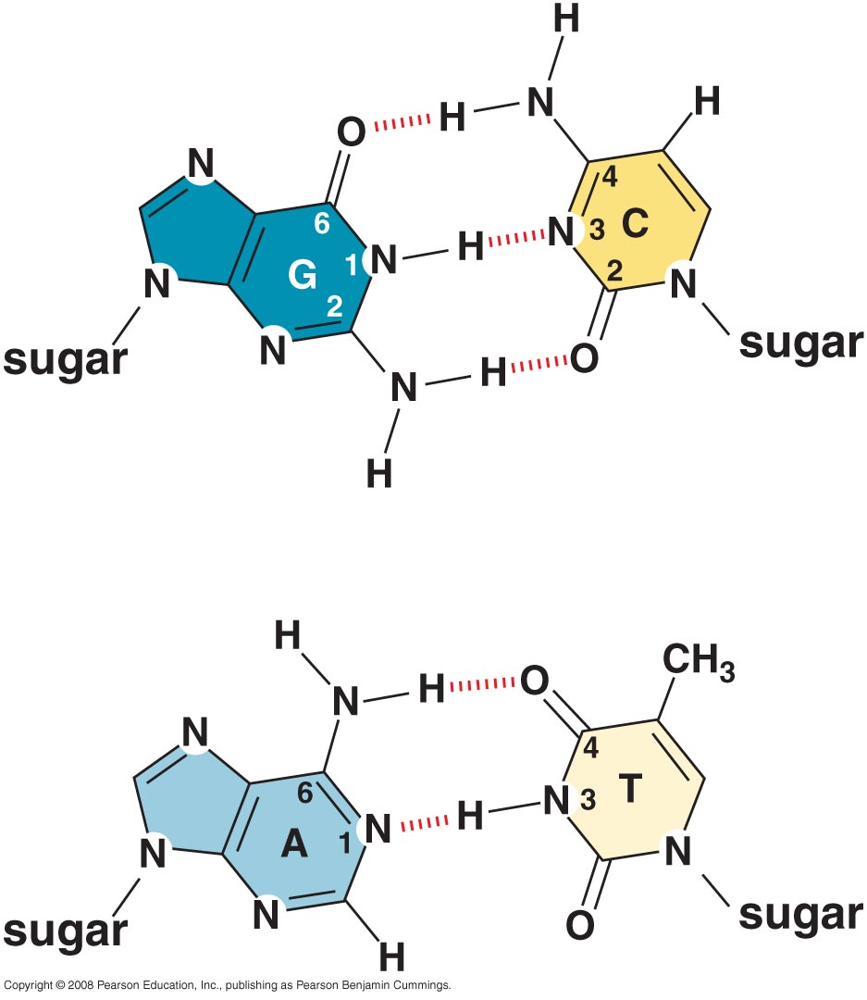 H
O H N H
N
4
6 N 3 C
1 N H
G 2
2
N N
N O
sugar N H sugar
H
H CH₃
N H O
N 4
6 N 3 T
1 N H
A
N N
N O
sugar sugar
H
Copyright © 2008 Pearson Education, Inc., publishing as Pearson Benjamin Cummings.